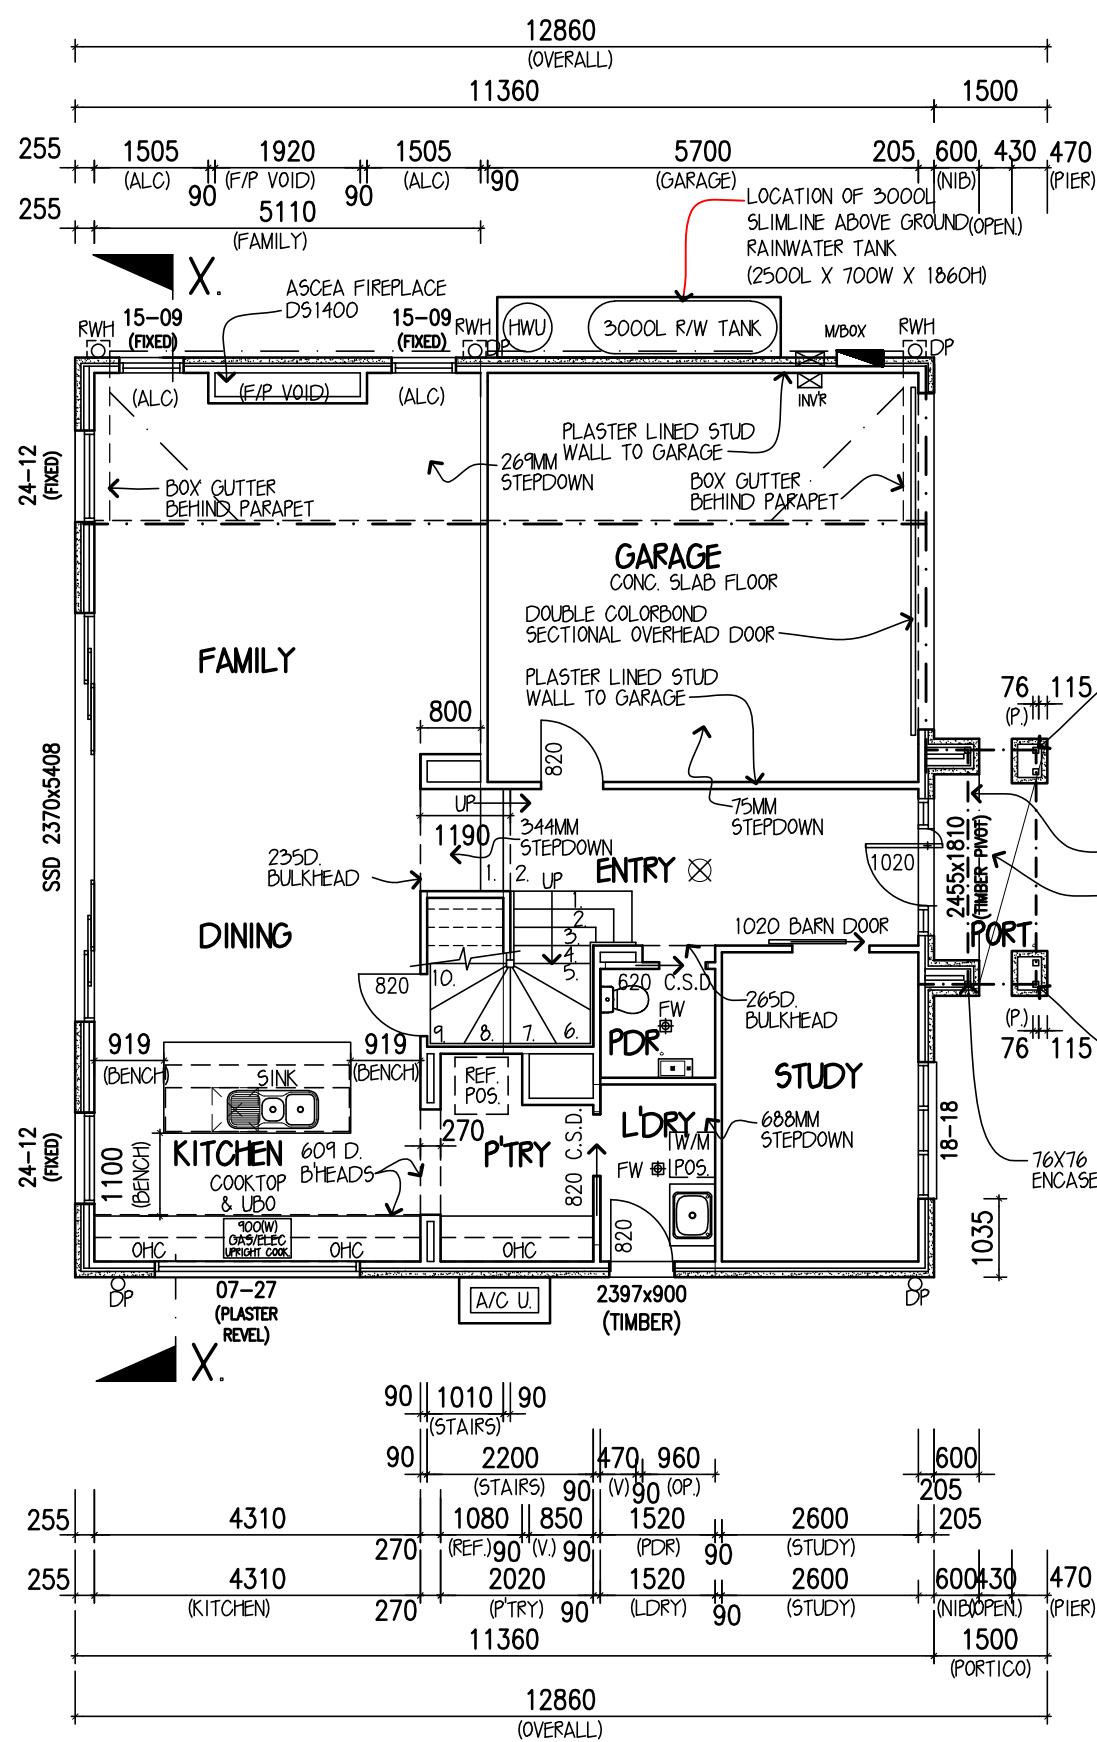 12860
(OVERALL)
11360 1500
255 1505 1920 1505 5700 205 600 430 470
(ALC) (F/P VOID) (ALC) (GARAGE) (NIB) (PIER)
90 90 90
255 5110
(FAMILY)
(OPEN.)
LOCATION OF 3000L
SLIMLINE ABOVE GROUND
RAINWATER TANK
(2500L X 700W X 1860H)
X.
ASCEA FIREPLACE
DS1400
15-09
(FIXED)
15-09
(FIXED)
RWH
RWH
DP
HWU
3000L R/W TANK
M/BOX
RWH
DP
(ALC)
(F/P VOID)
(ALC)
INV'R
24-12
(FIXED)
PLASTER LINED STUD
WALL TO GARAGE
269MM
STEPDOWN
BOX GUTTER
BEHIND PARAPET
BOX GUTTER
BEHIND PARAPET
GARAGE
CONC. SLAB FLOOR
DOUBLE COLORBOND
SECTIONAL OVERHEAD DOOR
FAMILY
PLASTER LINED STUD
WALL TO GARAGE
800
820
76 115
(P.)
SSD 2370x5408
UP
1190
344MM
STEPDOWN
75MM
STEPDOWN
235D.
BULKHEAD
1. 2.
UP
ENTRY
1020
2455x1810
(TIMBER PIVOT)
PORT.
1020 BARN DOOR
DINING
1.
2.
3.
4.
5.
6.
7.
8.
9.
10.
820
620 C.S.D.
FW
PDR.
265D.
BULKHEAD
(P.)
76 115
919
(BENCH)
919
(BENCH)
SINK
REF.
POS.
STUDY
24-12
(FIXED)
1100
(BENCH)
KITCHEN
COOKTOP
& UBO
609 D.
B'HEADS
270
P'TRY
820 C.S.D.
L'DRY
W/M
POS.
FW
688MM
STEPDOWN
18-18
76X76
ENCASE
1035
900(W)
GAS/ELEC
UPRIGHT COOK.
OHC
OHC
OHC
820
DP
07-27
(PLASTER
REVEL)
A/C U.
2397x900
(TIMBER)
DP
X.
90 1010 90
(STAIRS)
90 2200 470 960 600
(STAIRS) 90 (V) 90 (OP.) 205
255 4310 1080 850 1520 2600 205
270 (REF.) 90 (V.) 90 (PDR) 90 (STUDY)
255 4310 2020 1520 2600 600 430 470
(KITCHEN) 270 (P'TRY) 90 (LDRY) 90 (STUDY) (NIB) (OPEN.) (PIER)
11360 1500
(PORTICO)
12860
(OVERALL)